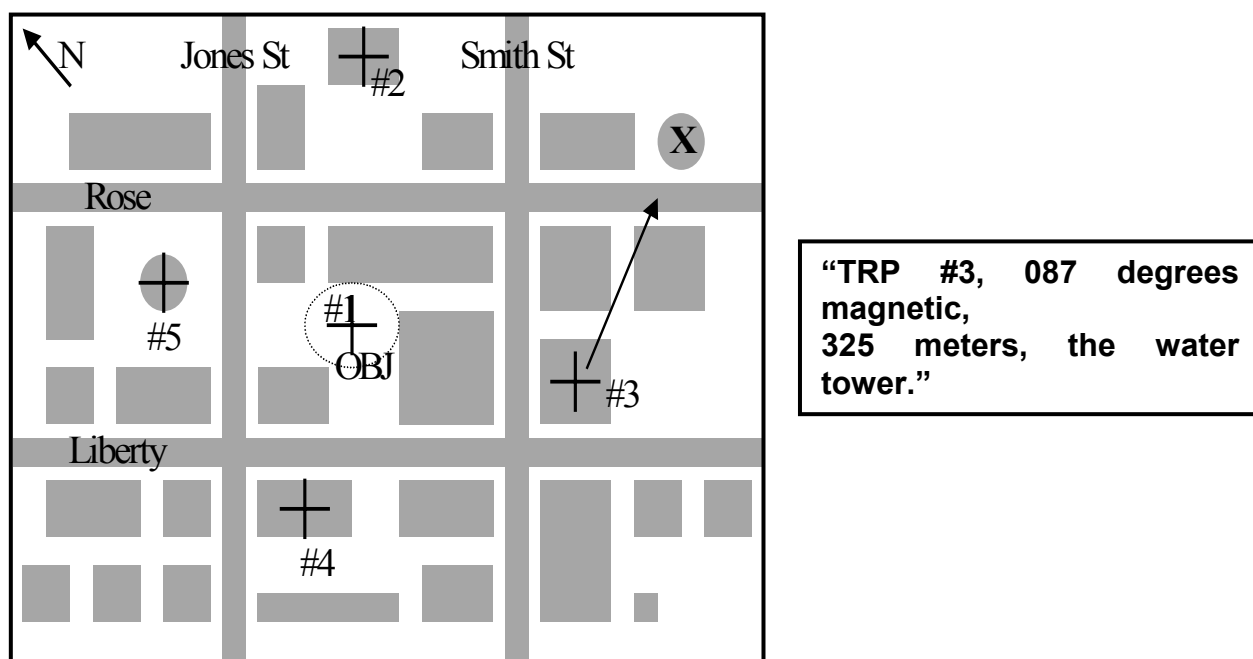 N
Jones St
Smith St
#2
X
Rose
#1
#5
OBJ
#3
Liberty
#4
“TRP #3, 087 degrees
magnetic,
325 meters, the water
tower.”